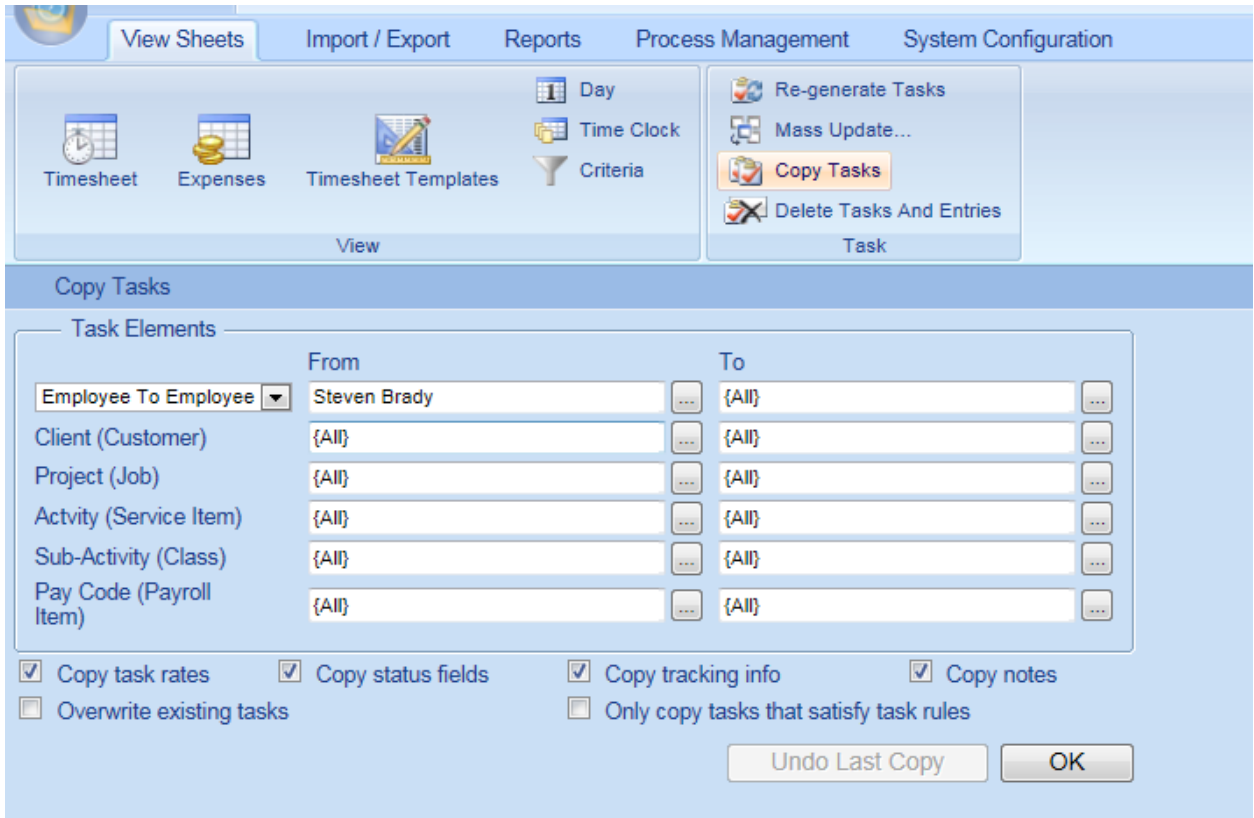 View Sheets Import / Export Reports Process Management System Configuration
1 Day
Re-generate Tasks
Time Clock
Mass Update...
Timesheet Expenses Timesheet Templates Criteria
Copy Tasks
Delete Tasks And Entries
View Task
Copy Tasks
Task Elements
From To
Employee To Employee Steven Brady ... {All} ...
Client (Customer) {All} ... {All} ...
Project (Job) {All} ... {All} ...
Actvity (Service Item) {All} ... {All} ...
Sub-Activity (Class) {All} ... {All} ...
Pay Code (Payroll
Item) {All} ... {All} ...
Copy task rates Copy status fields Copy tracking info Copy notes
Overwrite existing tasks Only copy tasks that satisfy task rules
Undo Last Copy OK